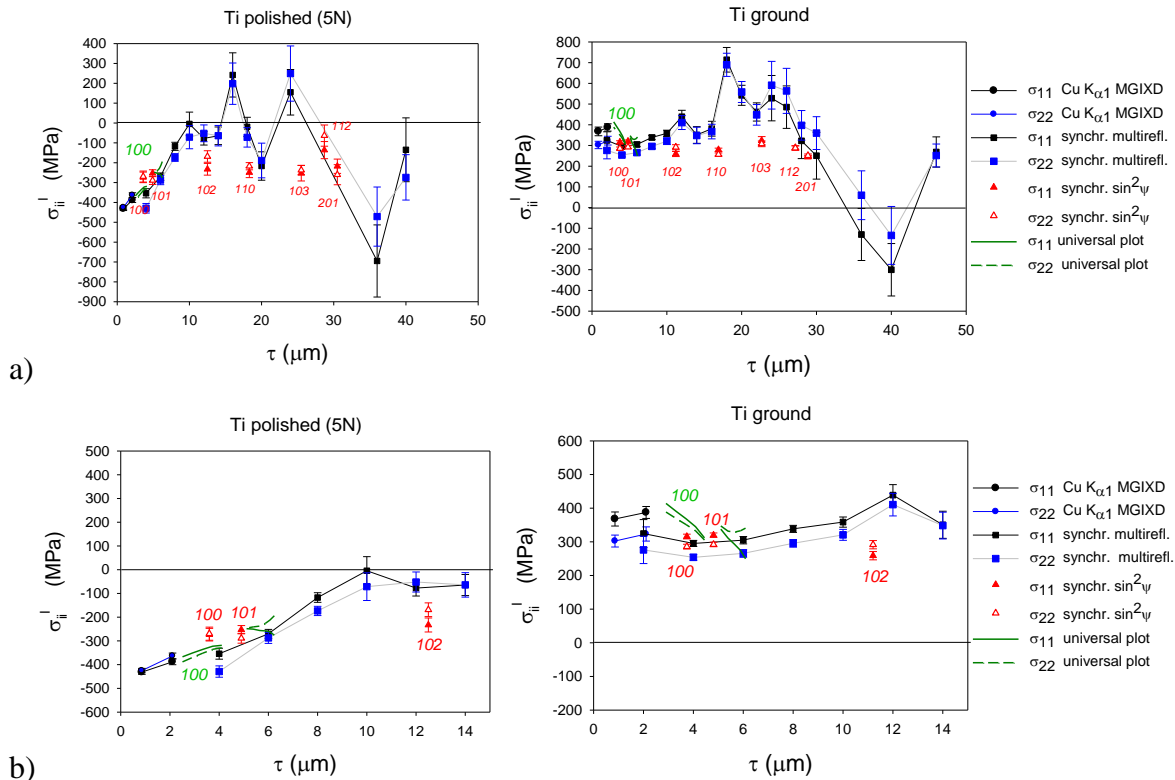 a)
Ti polished (5N)
400
300
200
100
0
-100
-200
-300
-400
-500
-600
-700
-800
-900
σ_ii^I (MPa)
0 10 20 30 40 50
τ (μm)
100
100
101
102
110
103
112
201
Ti ground
800
700
600
500
400
300
200
100
0
-100
-200
-300
-400
-500
0 10 20 30 40 50
τ (μm)
100
101
102
110
103
112
201
σ11 Cu Kα1 MGIXD
σ22 Cu Kα1 MGIXD
σ11 synchr. multirefl.
σ22 synchr. multirefl.
σ11 synchr. sin²ψ
σ22 synchr. sin²ψ
σ11 universal plot
σ22 universal plot
b)
Ti polished (5N)
500
400
300
200
100
0
-100
-200
-300
-400
-500
-600
σ_ii^I (MPa)
0 2 4 6 8 10 12 14
τ (μm)
100
101
100
102
Ti ground
600
500
400
300
200
100
0
-100
-200
σ_ii^I (MPa)
0 2 4 6 8 10 12 14
τ (μm)
100
101
100
102
σ11 Cu Kα1 MGIXD
σ22 Cu Kα1 MGIXD
σ11 synchr. multirefl.
σ22 synchr. multirefl.
σ11 synchr. sin²ψ
σ22 synchr. sin²ψ
σ11 universal plot
σ22 universal plot